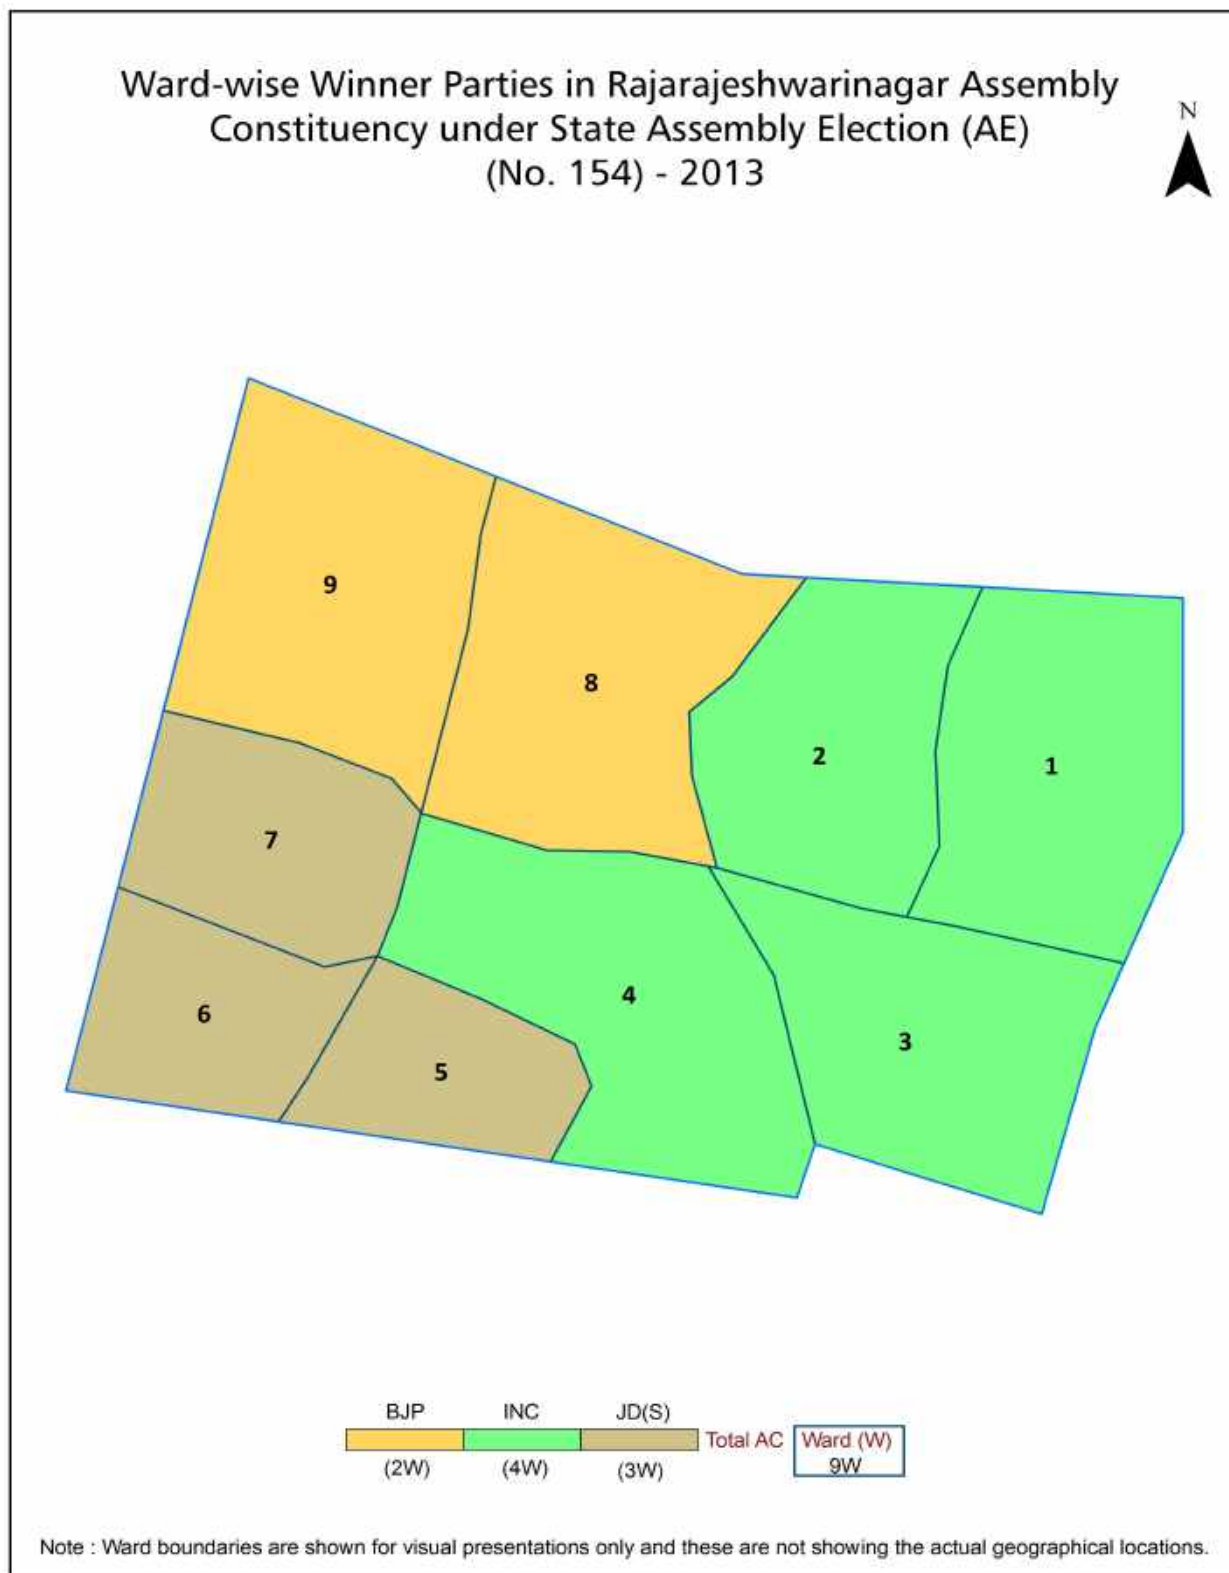 Ward-wise Winner Parties in Rajarajeshwarinagar Assembly
Constituency under State Assembly Election (AE)
(No. 154) - 2013
N
9
8
2
1
7
4
6
3
5
BJP INC JD(S)
Total AC Ward (W)
(2W) (4W) (3W) 9W
Note : Ward boundaries are shown for visual presentations only and these are not showing the actual geographical locations.